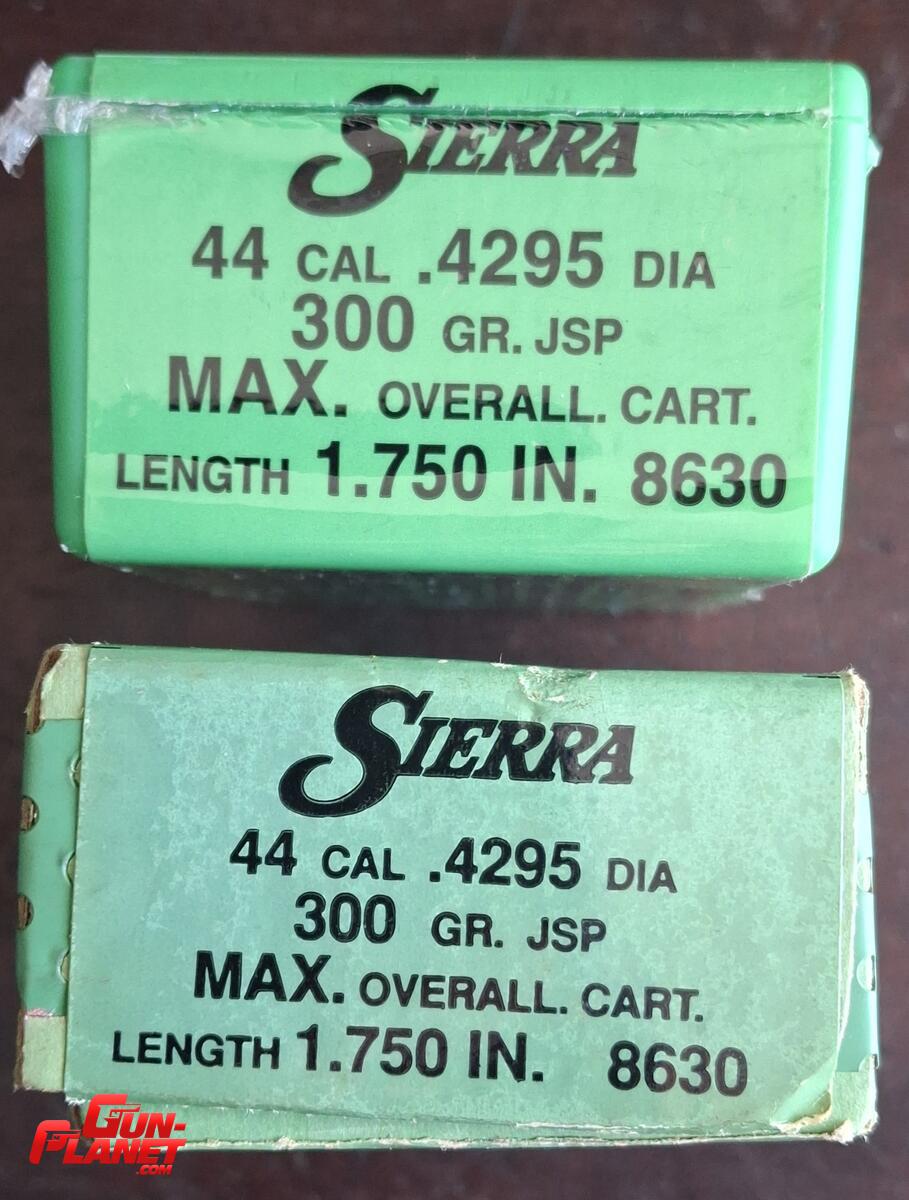 SIERRA
44 CAL .4295 DIA
300 GR. JSP
MAX. OVERALL. CART.
LENGTH 1.750 IN. 8630
SIERRA
44 CAL .4295 DIA
300 GR. JSP
MAX. OVERALL. CART.
LENGTH 1.750 IN. 8630
GUN-
PLANET
.COM